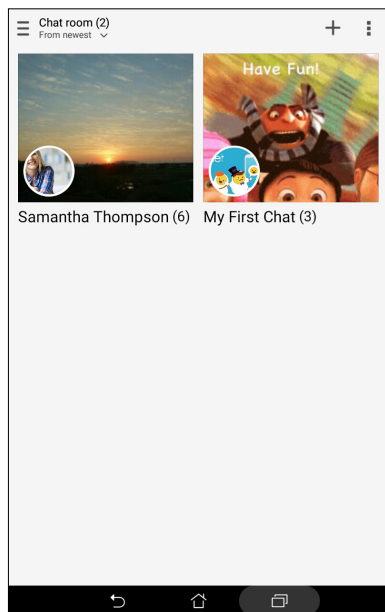 Chat room (2)
From newest
Have Fun!
Samantha Thompson (6)
My First Chat (3)